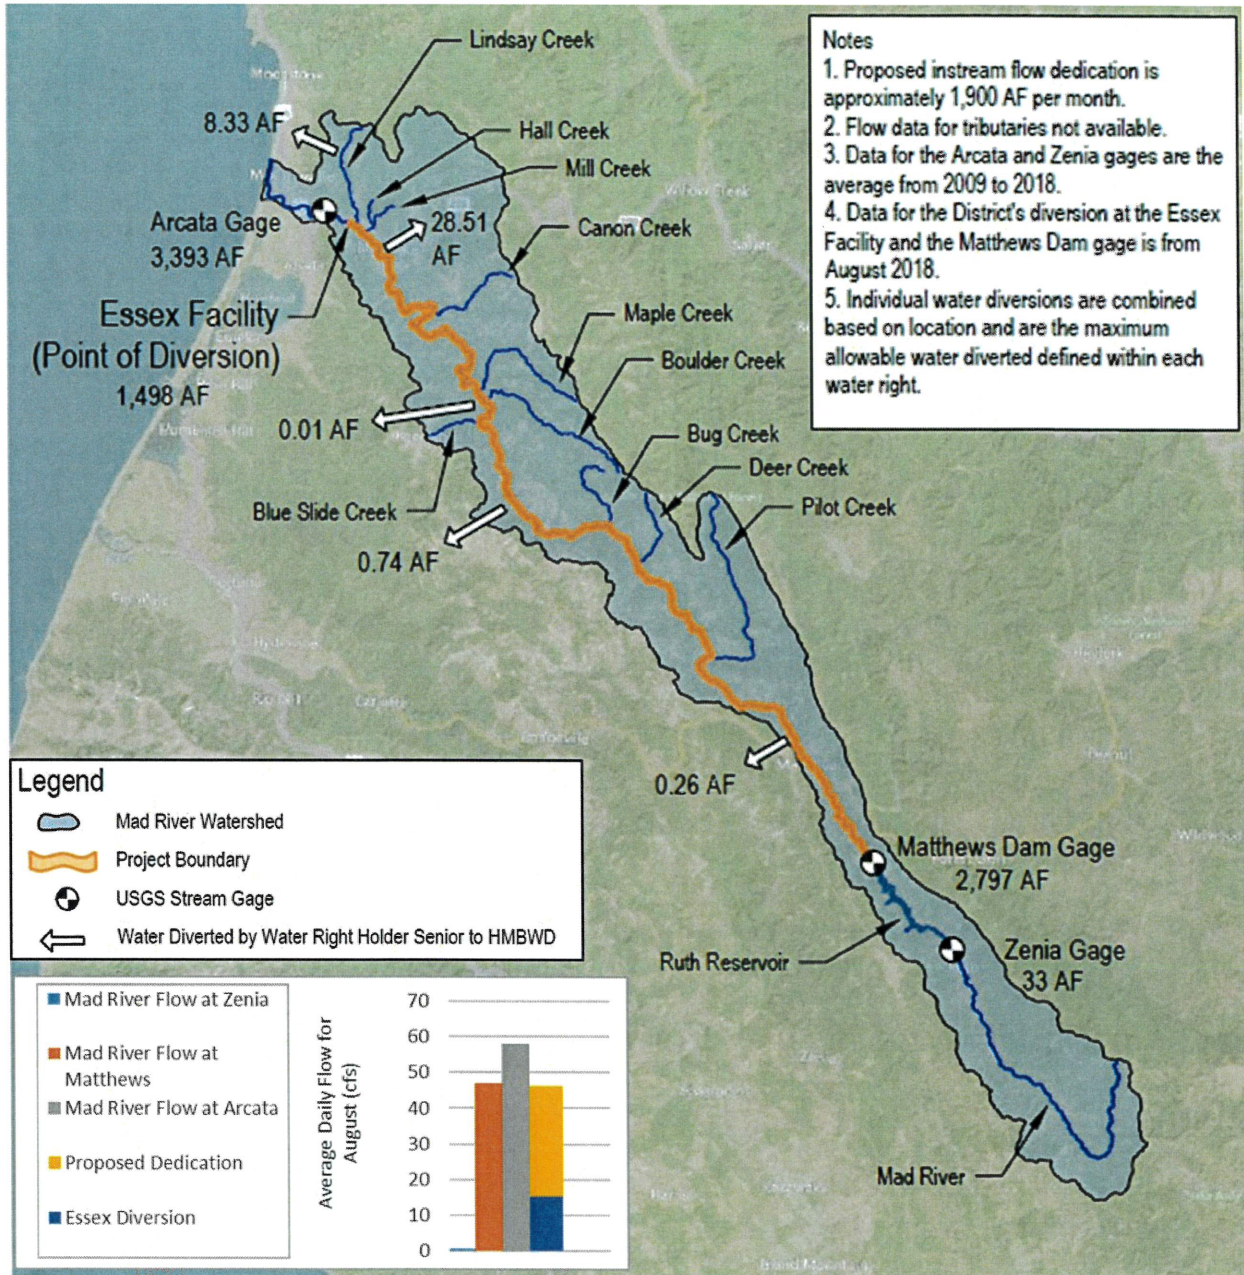 Lindsay Creek
8.33 AF
Hall Creek
Mill Creek
Arcata Gage
3,393 AF
28.51
AF
Canon Creek
Essex Facility
(Point of Diversion)
1,498 AF
Maple Creek
Boulder Creek
0.01 AF
Bug Creek
Deer Creek
Pilot Creek
Blue Slide Creek
0.74 AF
0.26 AF
Matthews Dam Gage
2,797 AF
Ruth Reservoir
Zenia Gage
33 AF
Mad River
Notes
1. Proposed instream flow dedication is
approximately 1,900 AF per month.
2. Flow data for tributaries not available.
3. Data for the Arcata and Zenia gages are the
average from 2009 to 2018.
4. Data for the District's diversion at the Essex
Facility and the Matthews Dam gage is from
August 2018.
5. Individual water diversions are combined
based on location and are the maximum
allowable water diverted defined within each
water right.
Legend
Mad River Watershed
Project Boundary
USGS Stream Gage
Water Diverted by Water Right Holder Senior to HMBWD
Mad River Flow at Zenia
Mad River Flow at
Matthews
Mad River Flow at Arcata
Proposed Dedication
Essex Diversion
Average Daily Flow for
August (cfs)
70
60
50
40
30
20
10
0